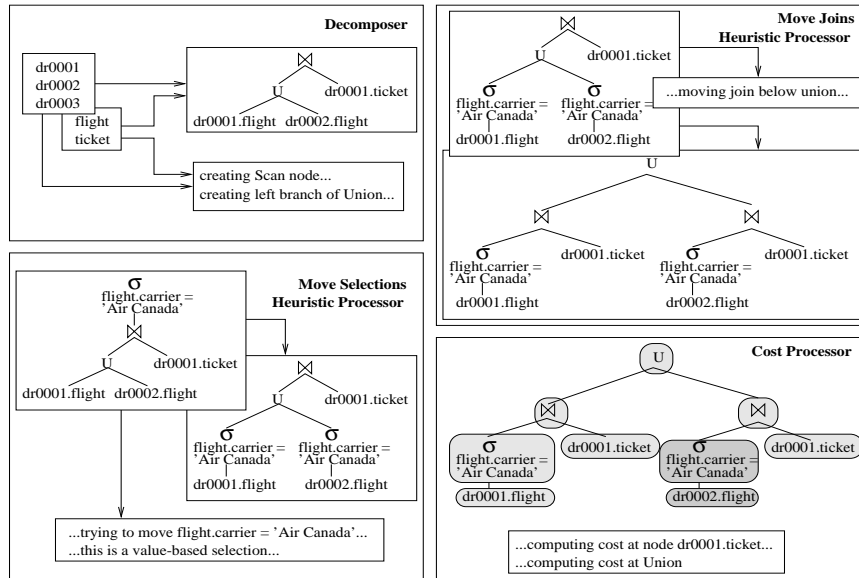 Decomposer
dr0001
dr0002
dr0003
flight
ticket
⋈
U
dr0001.ticket
dr0001.flight
dr0002.flight
creating Scan node...
creating left branch of Union...
Move Selections
Heuristic Processor
σ
flight.carrier =
'Air Canada'
⋈
U
dr0001.ticket
dr0001.flight
dr0002.flight
⋈
U
dr0001.ticket
σ
flight.carrier =
'Air Canada'
dr0001.flight
σ
flight.carrier =
'Air Canada'
dr0002.flight
...trying to move flight.carrier = 'Air Canada'...
...this is a value-based selection...
Move Joins
Heuristic Processor
⋈
U
dr0001.ticket
σ
flight.carrier =
'Air Canada'
dr0001.flight
σ
flight.carrier =
'Air Canada'
dr0002.flight
...moving join below union...
U
⋈
σ
flight.carrier =
'Air Canada'
dr0001.flight
dr0001.ticket
⋈
σ
flight.carrier =
'Air Canada'
dr0002.flight
dr0001.ticket
Cost Processor
U
⋈
σ
flight.carrier =
'Air Canada'
dr0001.flight
dr0001.ticket
⋈
σ
flight.carrier =
'Air Canada'
dr0002.flight
dr0001.ticket
...computing cost at node dr0001.ticket...
...computing cost at Union